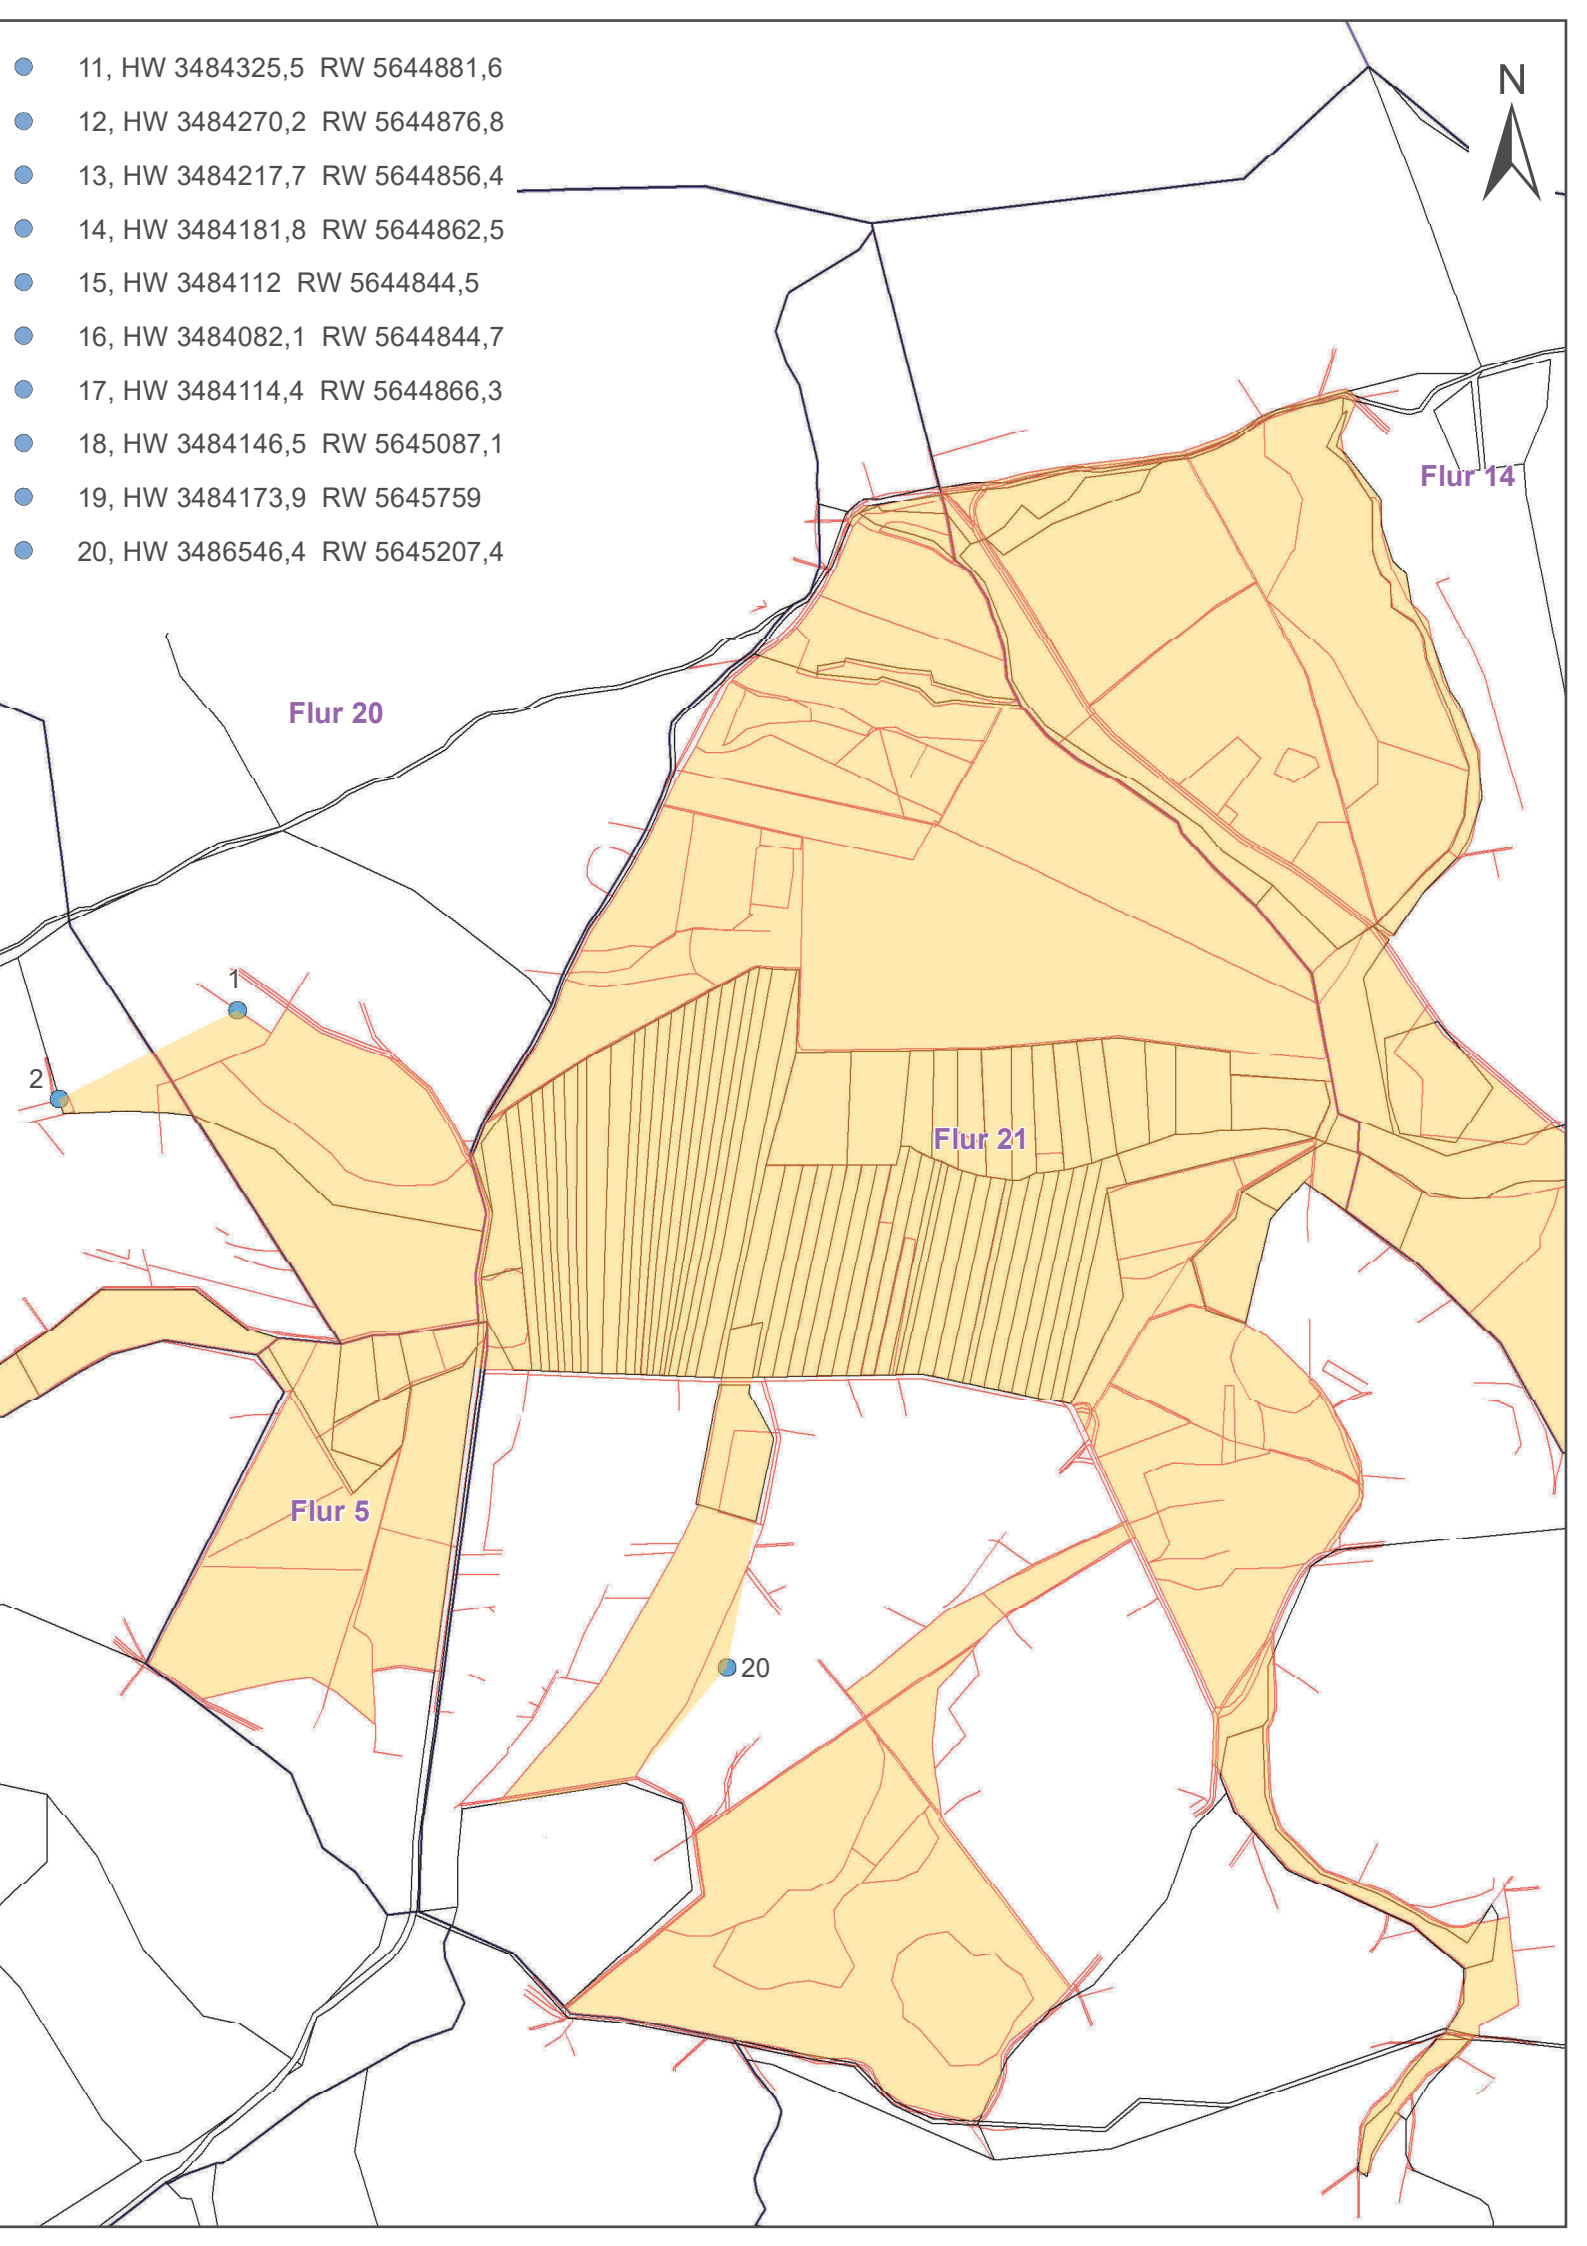 11, HW 3484325,5 RW 5644881,6
12, HW 3484270,2 RW 5644876,8
13, HW 3484217,7 RW 5644856,4
14, HW 3484181,8 RW 5644862,5
15, HW 3484112 RW 5644844,5
16, HW 3484082,1 RW 5644844,7
17, HW 3484114,4 RW 5644866,3
18, HW 3484146,5 RW 5645087,1
19, HW 3484173,9 RW 5645759
20, HW 3486546,4 RW 5645207,4
N
Flur 14
Flur 20
1
2
Flur 21
Flur 5
20